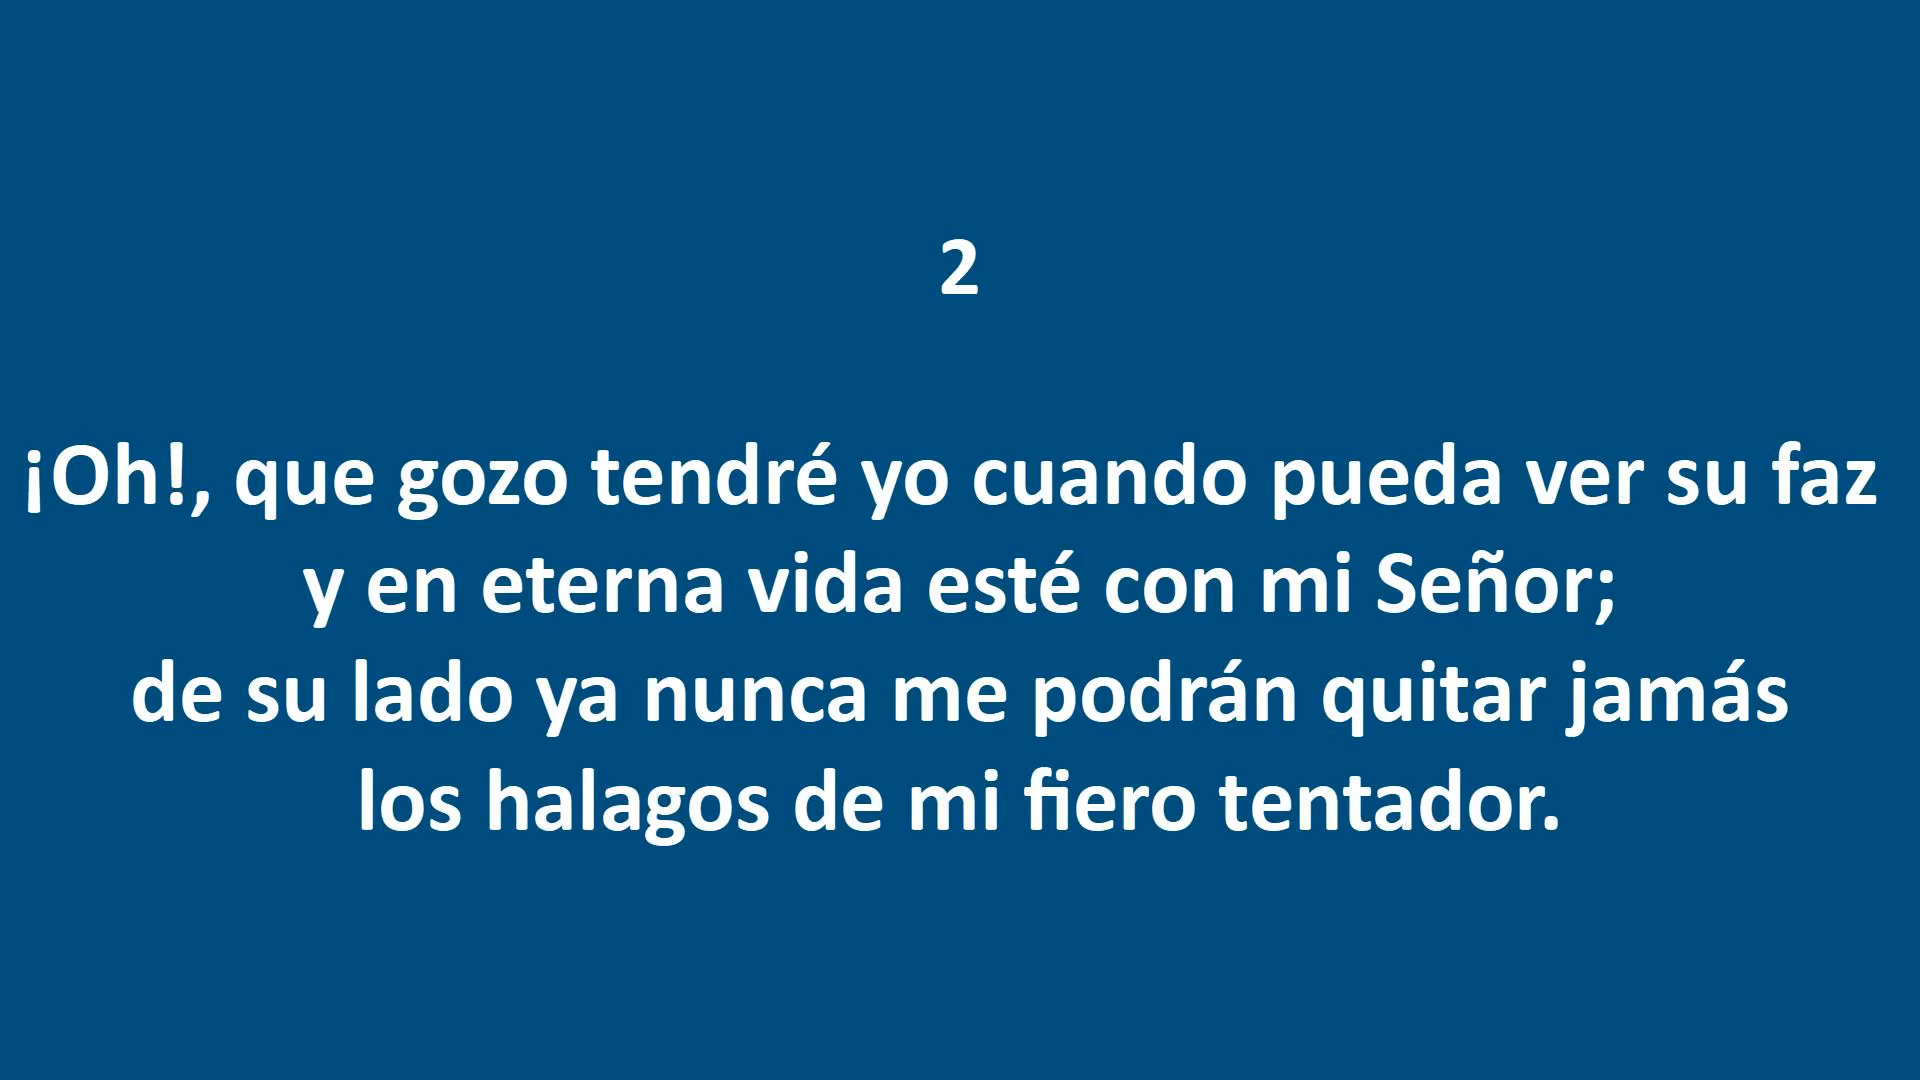 2
¡Oh!, que gozo tendré yo cuando pueda ver su faz
y en eterna vida esté con mi Señor;
de su lado ya nunca me podrán quitar jamás
los halagos de mi fiero tentador.